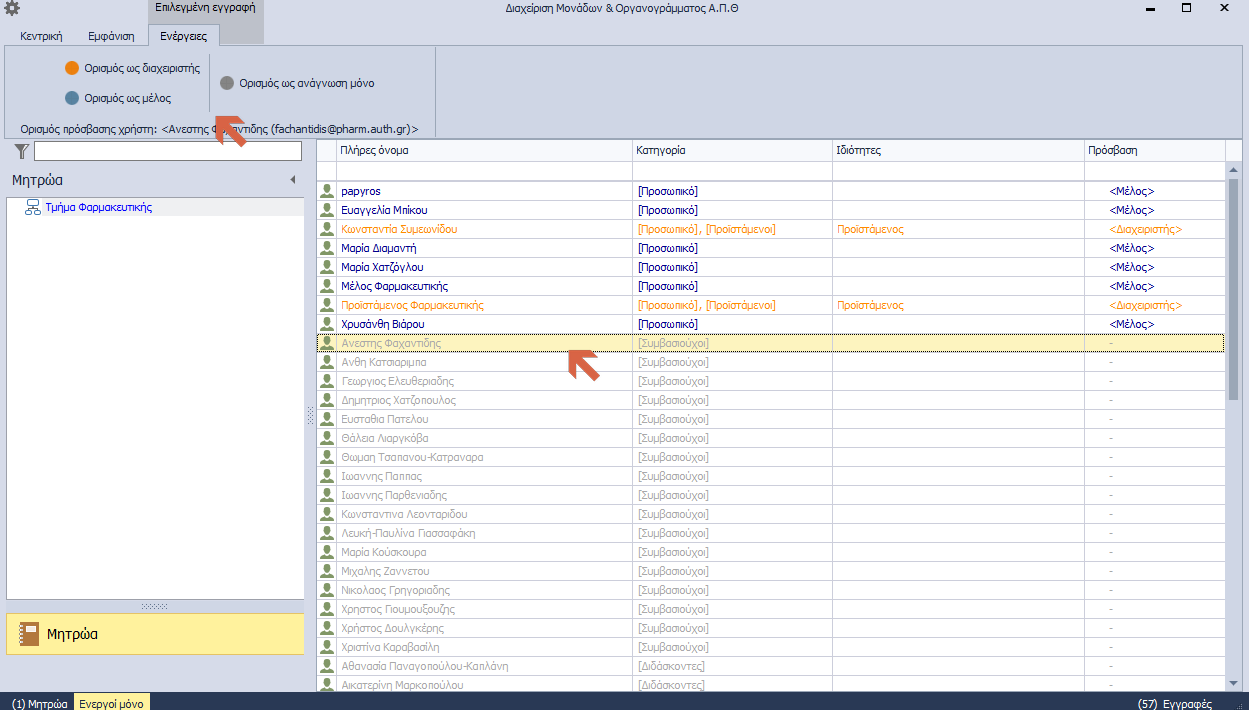 Επιλεγμένη εγγραφή
Διαχείριση Μονάδων & Οργανογράμματος Α.Π.Θ
Κεντρική Εμφάνιση Ενέργειες
Ορισμός ως διαχειριστής
Ορισμός ως ανάγνωση μόνο
Ορισμός ως μέλος
Ορισμός πρόσβασης χρήστη: <Ανεστης Φαχαντιδης (fachantidis@pharm.auth.gr)>
Πλήρες όνομα Κατηγορία Ιδιότητες Πρόσβαση
Μητρώα
Τμήμα Φαρμακευτικής
papyros [Προσωπικό] <Μέλος>
Ευαγγελία Μπίκου [Προσωπικό] <Μέλος>
Κωνσταντία Συμεωνίδου [Προσωπικό], [Προϊστάμενοι] Προϊστάμενος <Διαχειριστής>
Μαρία Διαμαντή [Προσωπικό] <Μέλος>
Μαρία Χατζόγλου [Προσωπικό] <Μέλος>
Μέλος Φαρμακευτικής [Προσωπικό] <Μέλος>
Προϊστάμενος Φαρμακευτικής [Προσωπικό], [Προϊστάμενοι] Προϊστάμενος <Διαχειριστής>
Χρυσάνθη Βιάρου [Προσωπικό] <Μέλος>
Ανεστης Φαχαντιδης [Συμβασιούχοι] -
Ανθη Κατσιαριμπα [Συμβασιούχοι] -
Γεωργιος Ελευθεριαδης [Συμβασιούχοι] -
Δημητριος Χατζοπουλος [Συμβασιούχοι] -
Ευσταθια Πατελου [Συμβασιούχοι] -
Θάλεια Λιαργκόβα [Συμβασιούχοι] -
Θωμαη Τσαπανου-Κατραναρα [Συμβασιούχοι] -
Ιωαννης Παππας [Συμβασιούχοι] -
Ιωαννης Παρθενιαδης [Συμβασιούχοι] -
Κωνσταντινα Λεονταριδου [Συμβασιούχοι] -
Λευκή-Παυλίνα Γιασσαφάκη [Συμβασιούχοι] -
Μαρία Κούσκουρα [Συμβασιούχοι] -
Μιχαλης Ζαννετου [Συμβασιούχοι] -
Νικολαος Γρηγοριαδης [Συμβασιούχοι] -
Χρηστος Γιουμουξουζης [Συμβασιούχοι] -
Χρήστος Δουλγκέρης [Συμβασιούχοι] -
Χριστίνα Καραβασίλη [Συμβασιούχοι] -
Αθανασία Παναγοπούλου-Καπλάνη [Διδάσκοντες] -
Αικατερίνη Μαρκοπούλου [Διδάσκοντες] -
Μητρώα
(1) Μητρώα Ενεργοί μόνο (57) Εγγραφές